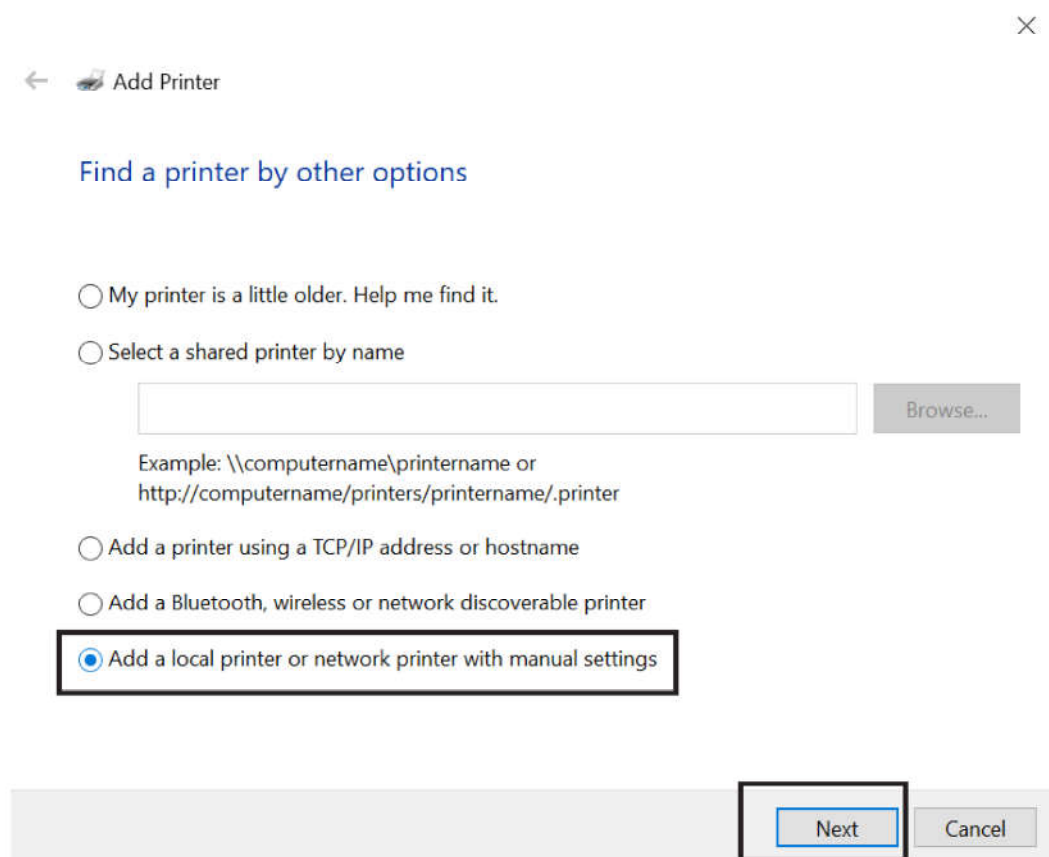 Add Printer
Find a printer by other options
My printer is a little older. Help me find it.
Select a shared printer by name
Browse...
Example: \\computername\printername or
http://computername/printers/printername/.printer
Add a printer using a TCP/IP address or hostname
Add a Bluetooth, wireless or network discoverable printer
Add a local printer or network printer with manual settings
Next
Cancel